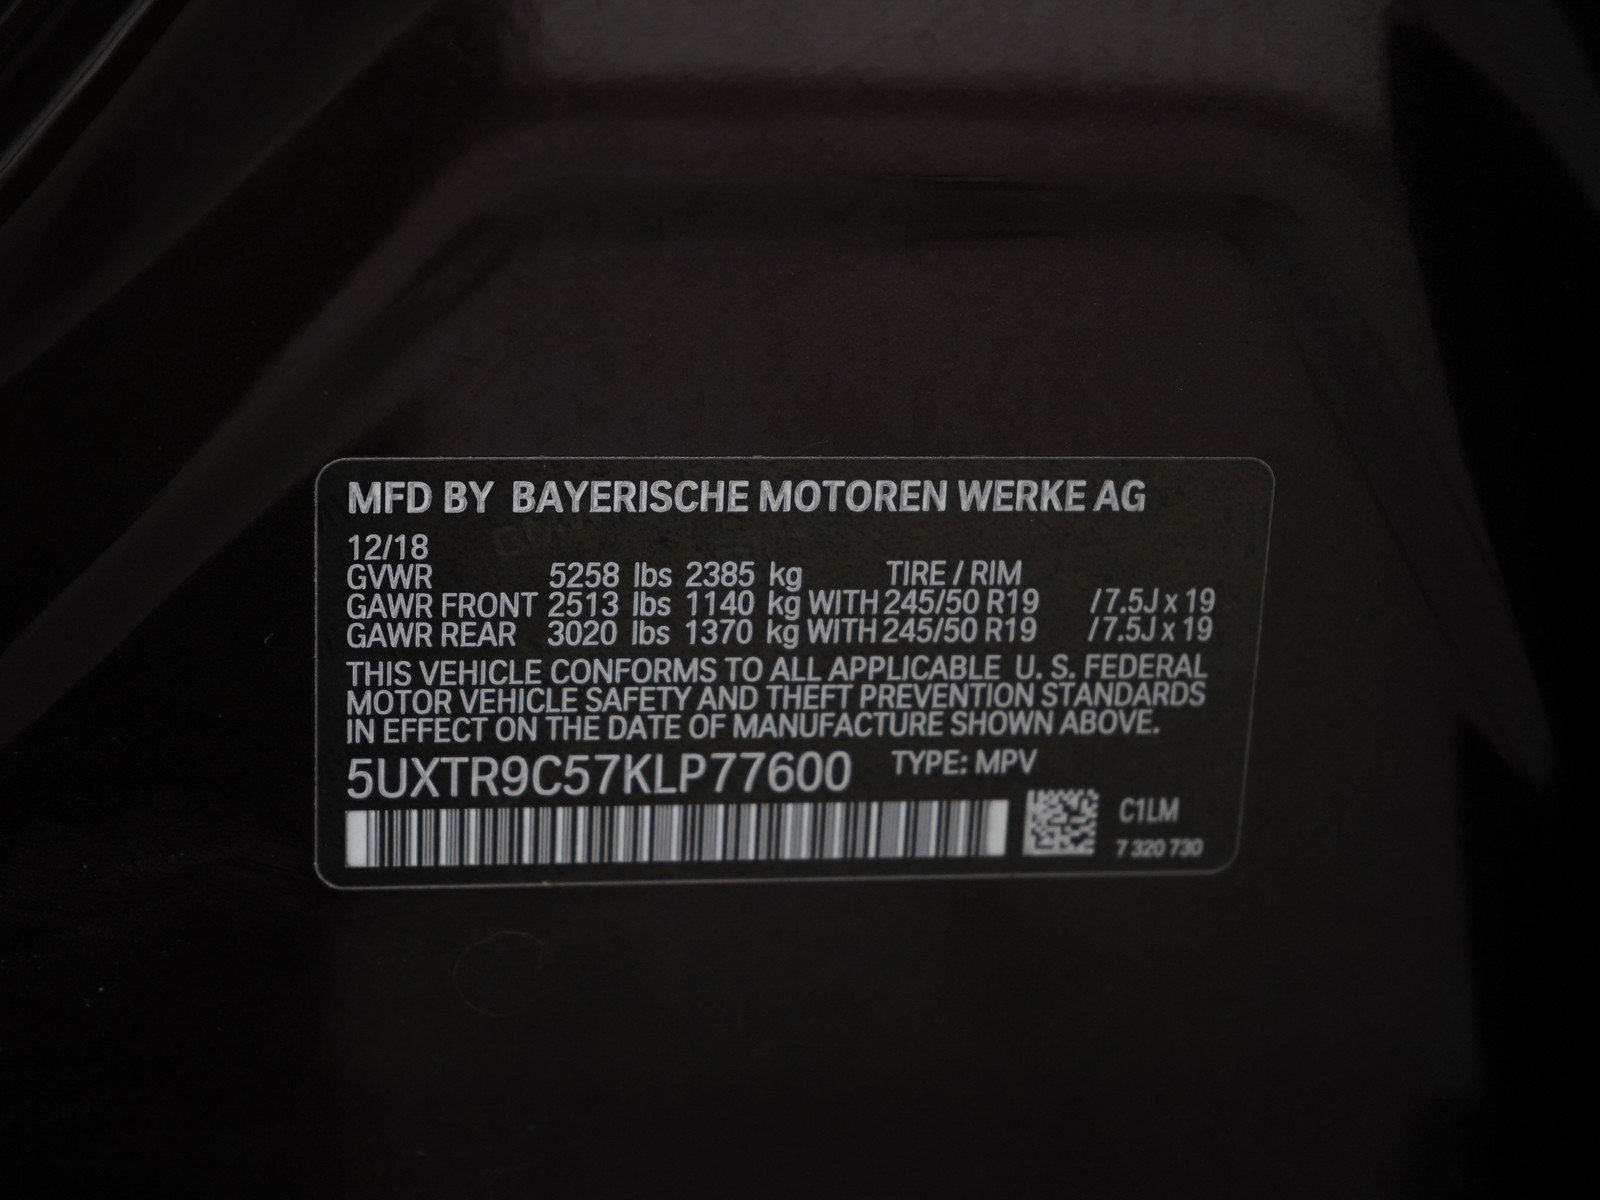 MFD BY BAYERISCHE MOTOREN WERKE AG
12/18
GVWR 5258 lbs 2385 kg TIRE / RIM
GAWR FRONT 2513 lbs 1140 kg WITH 245/50 R19 /7.5J x 19
GAWR REAR 3020 lbs 1370 kg WITH 245/50 R19 /7.5J x 19
THIS VEHICLE CONFORMS TO ALL APPLICABLE U. S. FEDERAL
MOTOR VEHICLE SAFETY AND THEFT PREVENTION STANDARDS
IN EFFECT ON THE DATE OF MANUFACTURE SHOWN ABOVE.
5UXTR9C57KLP77600 TYPE: MPV
C1LM
7 320 730